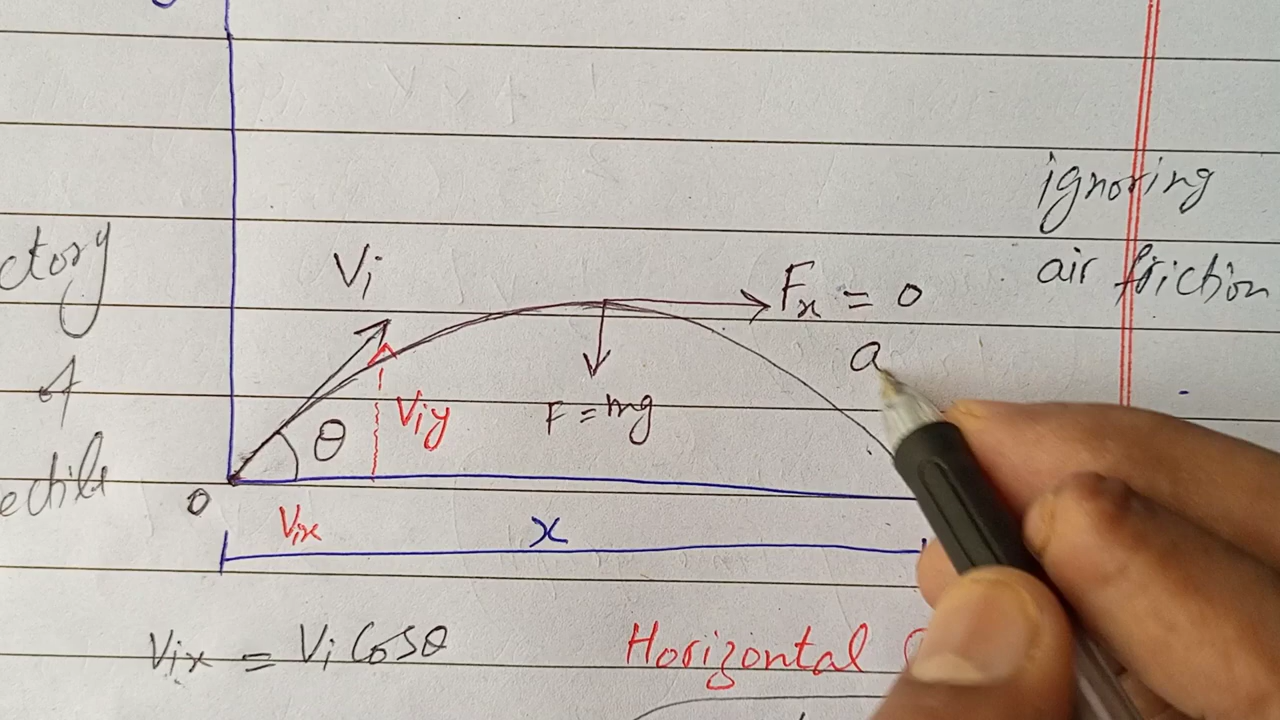 ignoring
air friction
ctory
of
ectile
Vi
Fx = 0
a
Viy
F = mg
θ
0
Vix
x
Vix = Vi Cosθ
Horizontal